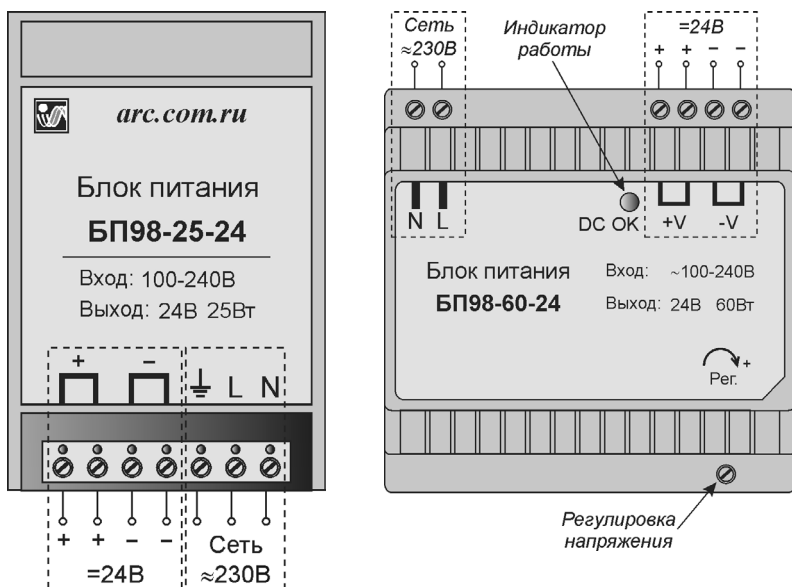 arc.com.ru
Блок питания
БП98-25-24
Вход: 100-240В
Выход: 24В 25Вт
+ −
L N
+ + − −
=24В
Сеть
≈230В
Сеть
≈230В
Индикатор
работы
=24В
+ + − −
N L
DC OK
+V -V
Блок питания
БП98-60-24
Вход: ~100-240В
Выход: 24В 60Вт
+
Рег.
Регулировка
напряжения